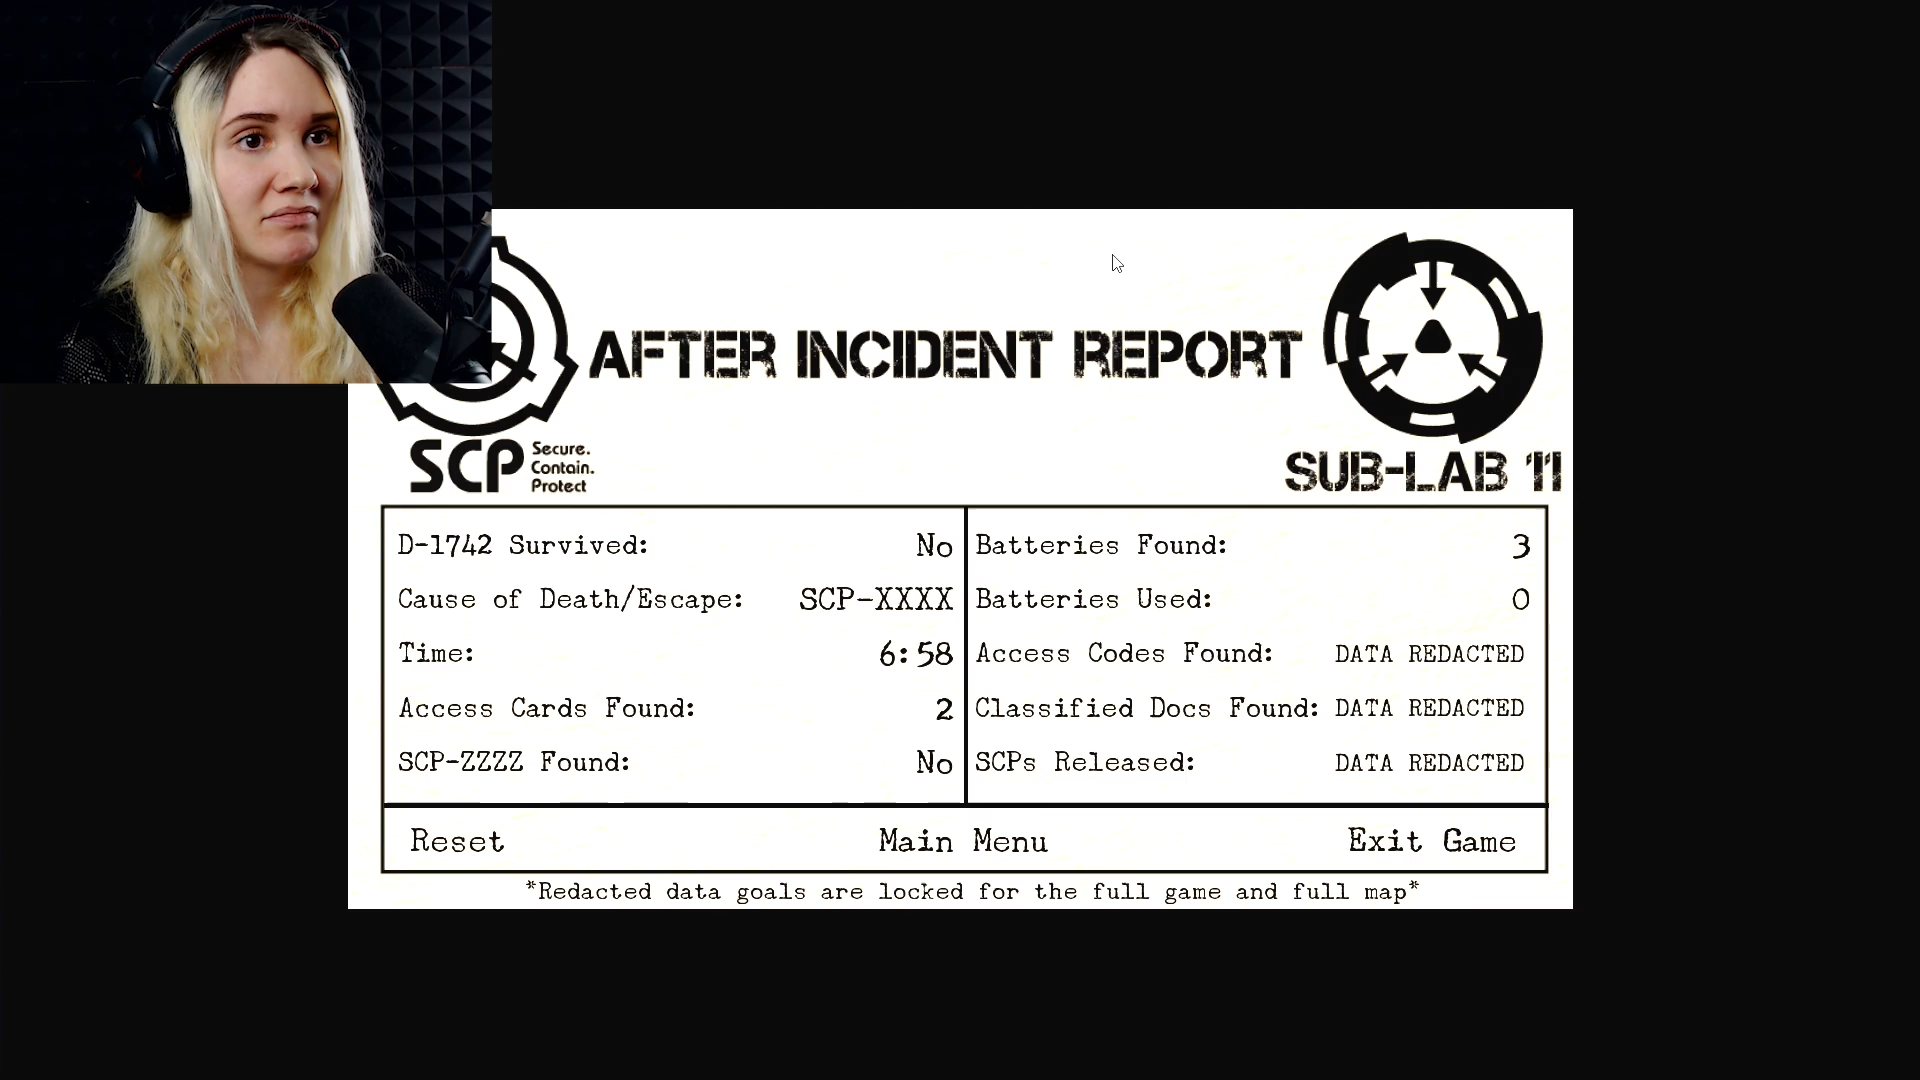 AFTER INCIDENT REPORT
SCP Secure.
Contain.
Protect
SUB-LAB 11
D-1742 Survived: No
Cause of Death/Escape: SCP-XXXX
Time: 6:58
Access Cards Found: 2
SCP-ZZZZ Found: No
Batteries Found: 3
Batteries Used: 0
Access Codes Found: DATA REDACTED
Classified Docs Found: DATA REDACTED
SCPs Released: DATA REDACTED
Reset Main Menu Exit Game
*Redacted data goals are locked for the full game and full map*